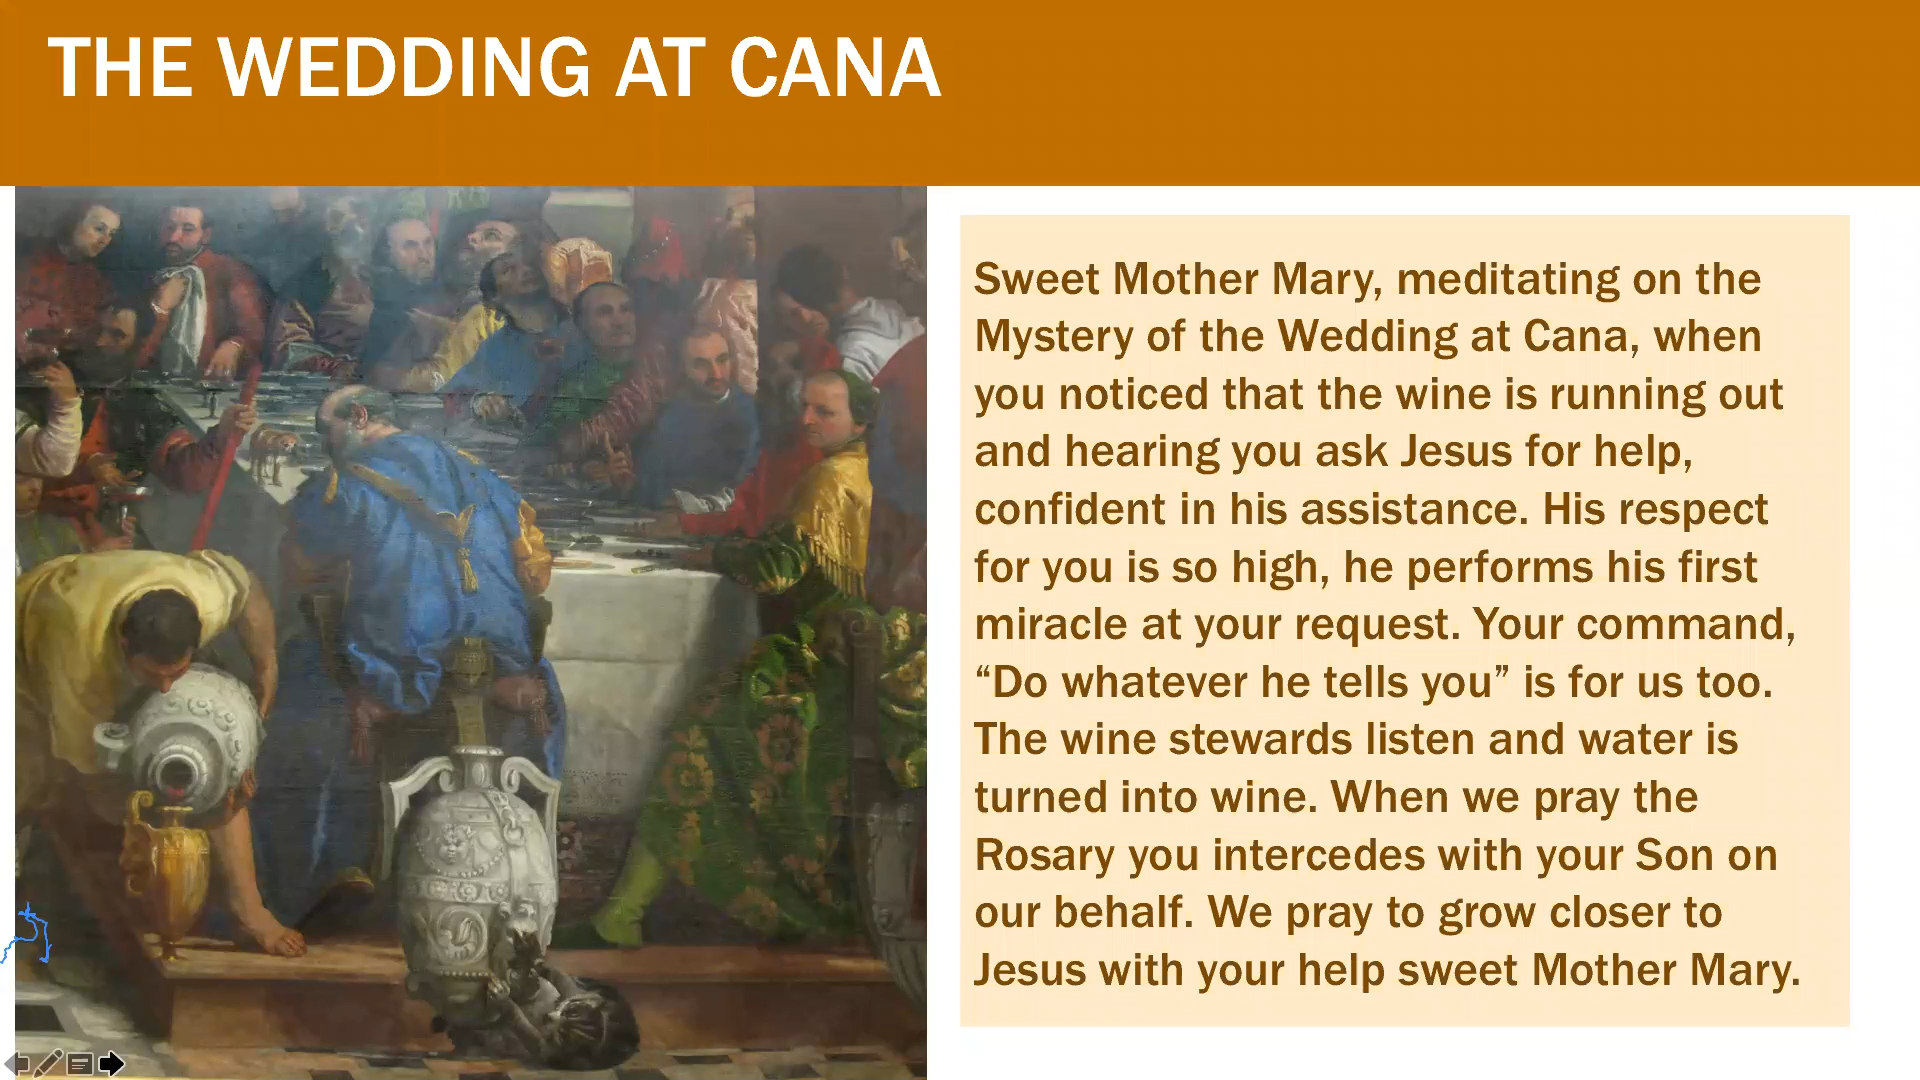 THE WEDDING AT CANA
Sweet Mother Mary, meditating on the
Mystery of the Wedding at Cana, when
you noticed that the wine is running out
and hearing you ask Jesus for help,
confident in his assistance. His respect
for you is so high, he performs his first
miracle at your request. Your command,
“Do whatever he tells you” is for us too.
The wine stewards listen and water is
turned into wine. When we pray the
Rosary you intercedes with your Son on
our behalf. We pray to grow closer to
Jesus with your help sweet Mother Mary.